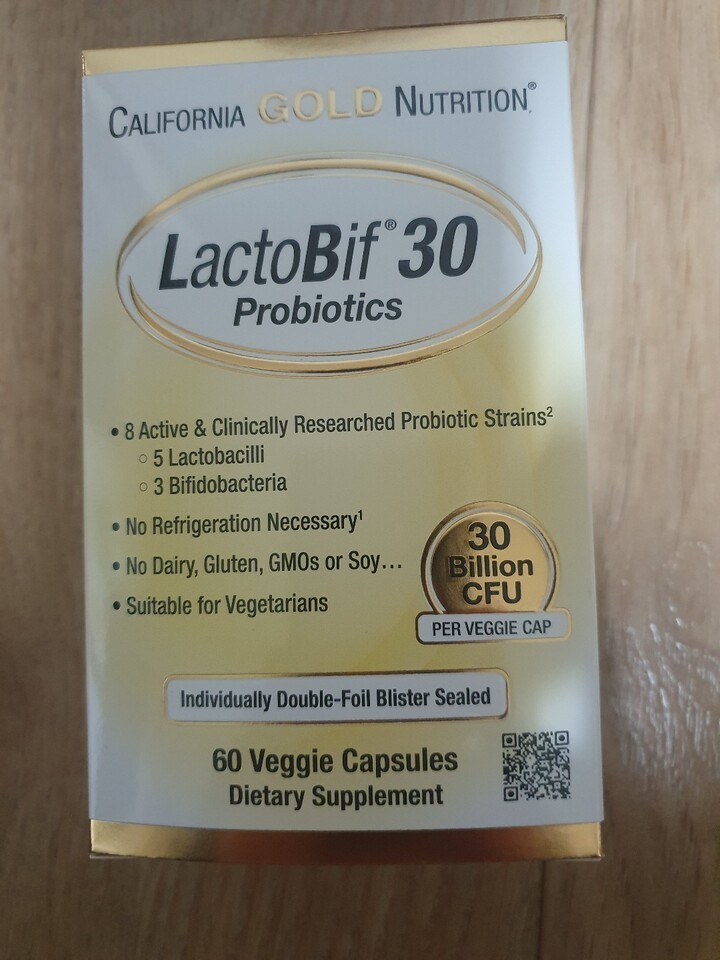 CALIFORNIA GOLD NUTRITION®
LactoBif® 30
Probiotics
• 8 Active & Clinically Researched Probiotic Strains²
○ 5 Lactobacilli
○ 3 Bifidobacteria
• No Refrigeration Necessary¹
• No Dairy, Gluten, GMOs or Soy...
• Suitable for Vegetarians
30
Billion
CFU
PER VEGGIE CAP
Individually Double-Foil Blister Sealed
60 Veggie Capsules
Dietary Supplement